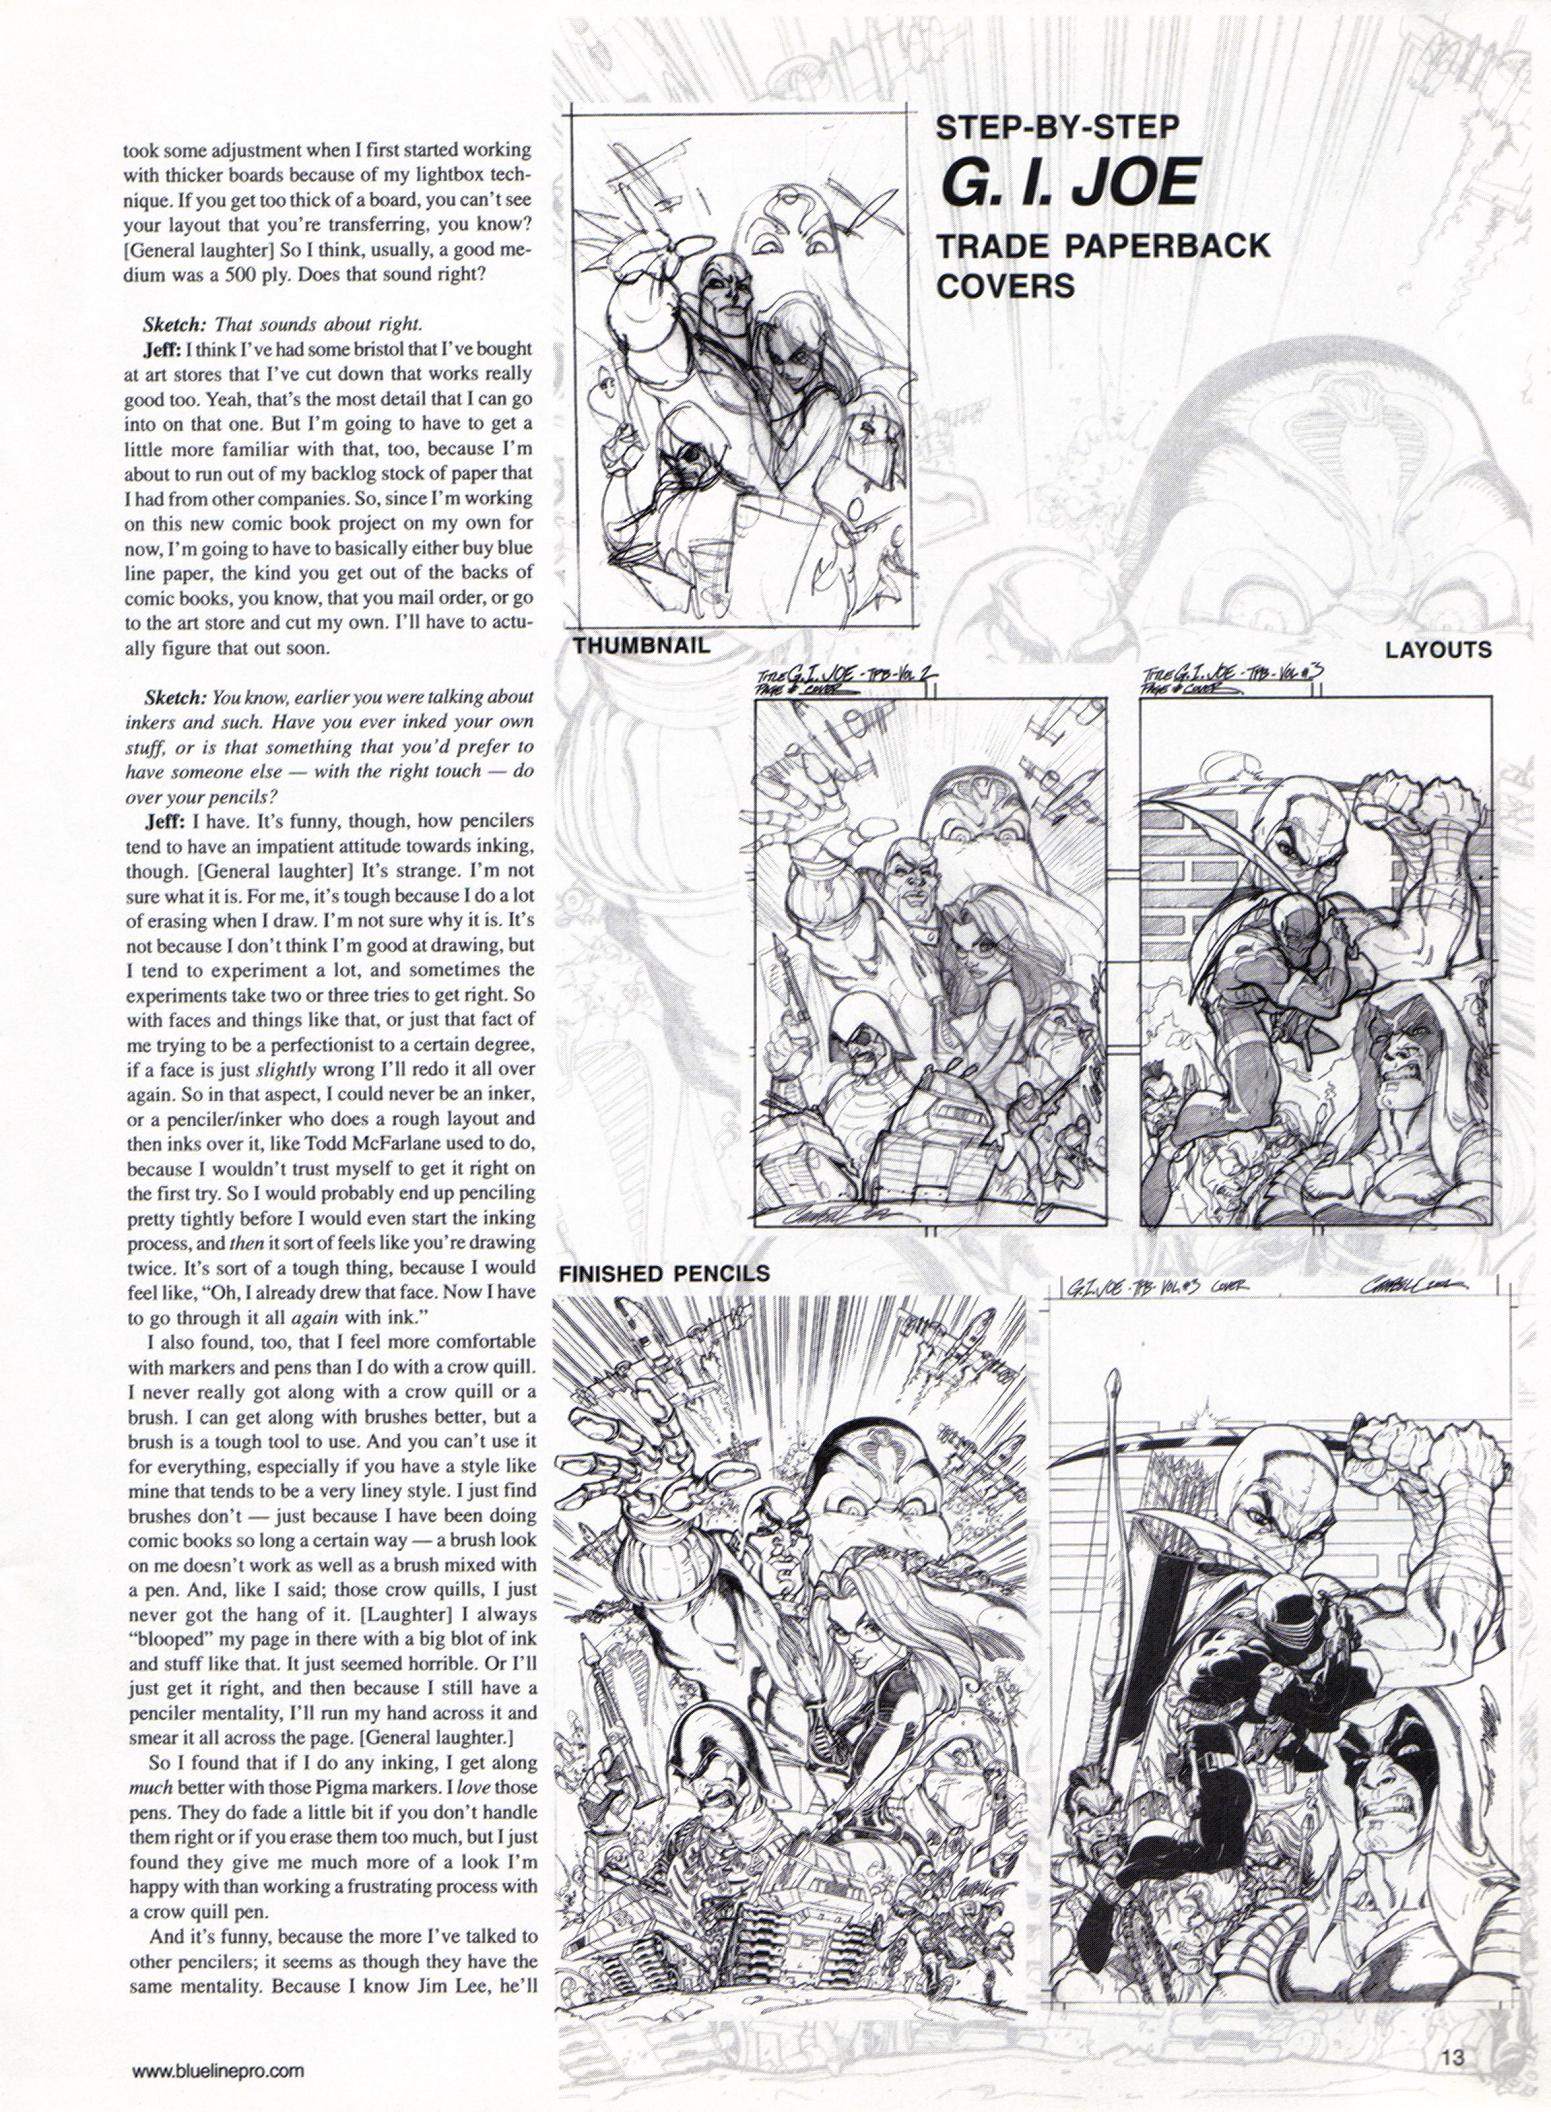 took some adjustment when I first started working
with thicker boards because of my lightbox tech-
nique. If you get too thick of a board, you can't see
your layout that you're transferring, you know?
[General laughter] So I think, usually, a good me-
dium was a 500 ply. Does that sound right?
Sketch: That sounds about right.
Jeff: I think I've had some bristol that I've bought
at art stores that I've cut down that works really
good too. Yeah, that's the most detail that I can go
into on that one. But I'm going to have to get a
little more familiar with that, too, because I'm
about to run out of my backlog stock of paper that
I had from other companies. So, since I'm working
on this new comic book project on my own for
now, I'm going to have to basically either buy blue
line paper, the kind you get out of the backs of
comic books, you know, that you mail order, or go
to the art store and cut my own. I'll have to actu-
ally figure that out soon.
Sketch: You know, earlier you were talking about
inkers and such. Have you ever inked your own
stuff, or is that something that you'd prefer to
have someone else — with the right touch — do
over your pencils?
Jeff: I have. It's funny, though, how pencilers
tend to have an impatient attitude towards inking,
though. [General laughter] It's strange. I'm not
sure what it is. For me, it's tough because I do a lot
of erasing when I draw. I'm not sure why it is. It's
not because I don't think I'm good at drawing, but
I tend to experiment a lot, and sometimes the
experiments take two or three tries to get right. So
with faces and things like that, or just that fact of
me trying to be a perfectionist to a certain degree,
if a face is just slightly wrong I'll redo it all over
again. So in that aspect, I could never be an inker,
or a penciler/inker who does a rough layout and
then inks over it, like Todd McFarlane used to do,
because I wouldn't trust myself to get it right on
the first try. So I would probably end up penciling
pretty tightly before I would even start the inking
process, and then it sort of feels like you're drawing
twice. It's sort of a tough thing, because I would
feel like, “Oh, I already drew that face. Now I have
to go through it all again with ink.”
I also found, too, that I feel more comfortable
with markers and pens than I do with a crow quill.
I never really got along with a crow quill or a
brush. I can get along with brushes better, but a
brush is a tough tool to use. And you can't use it
for everything, especially if you have a style like
mine that tends to be a very liney style. I just find
brushes don't — just because I have been doing
comic books so long a certain way — a brush look
on me doesn't work as well as a brush mixed with
a pen. And, like I said; those crow quills, I just
never got the hang of it. [Laughter] I always
“blooped” my page in there with a big blot of ink
and stuff like that. It just seemed horrible. Or I'll
just get it right, and then because I still have a
penciler mentality, I'll run my hand across it and
smear it all across the page. [General laughter.]
So I found that if I do any inking, I get along
much better with those Pigma markers. I love those
pens. They do fade a little bit if you don't handle
them right or if you erase them too much, but I just
found they give me much more of a look I'm
happy with than working a frustrating process with
a crow quill pen.
And it's funny, because the more I've talked to
other pencilers; it seems as though they have the
same mentality. Because I know Jim Lee, he'll
STEP-BY-STEP
G. I. JOE
TRADE PAPERBACK
COVERS
THUMBNAIL
LAYOUTS
TITLE G.I. JOE - TPB - VOL 2
PAGE # COVER
TITLE G.I. JOE - TPB - VOL #3
PAGE # COVER
FINISHED PENCILS
G.I. JOE - TPB - VOL #3 COVER
www.bluelinepro.com
13